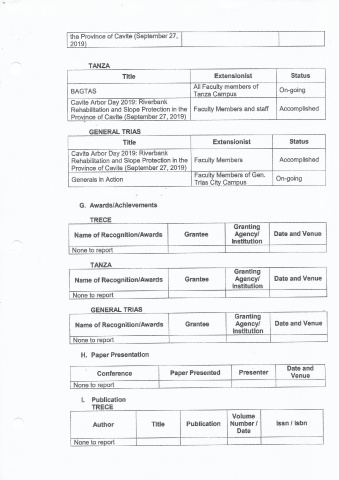 the Province of Cavite (September 27,
2019)
TANZA
Title Extensionist Status
BAGTAS All Faculty members of
Tanza Campus On-going
Cavite Arbor Day 2019: Riverbank
Rehabilitation and Slope Protection in the
Province of Cavite (September 27, 2019) Faculty Members and staff Accomplished
GENERAL TRIAS
Title Extensionist Status
Cavite Arbor Day 2019: Riverbank
Rehabilitation and Slope Protection in the
Province of Cavite (September 27, 2019) Faculty Members Accomplished
Generals In Action Faculty Members of Gen.
Trias City Campus On-going
G. Awards/Achievements
TRECE
Name of Recognition/Awards Grantee Granting
Agency/
Institution Date and Venue
None to report
TANZA
Name of Recognition/Awards Grantee Granting
Agency/
Institution Date and Venue
None to report
GENERAL TRIAS
Name of Recognition/Awards Grantee Granting
Agency/
Institution Date and Venue
None to report
H. Paper Presentation
Conference Paper Presented Presenter Date and
Venue
None to report
I. Publication
TRECE
Author Title Publication Volume
Number /
Date Issn / Isbn
None to report